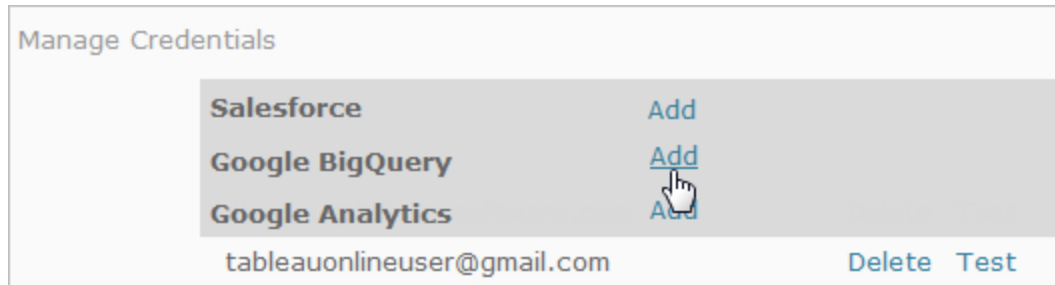 Manage Credentials
Salesforce Add
Google BigQuery Add
Google Analytics Add
tableauonlineuser@gmail.com Delete Test